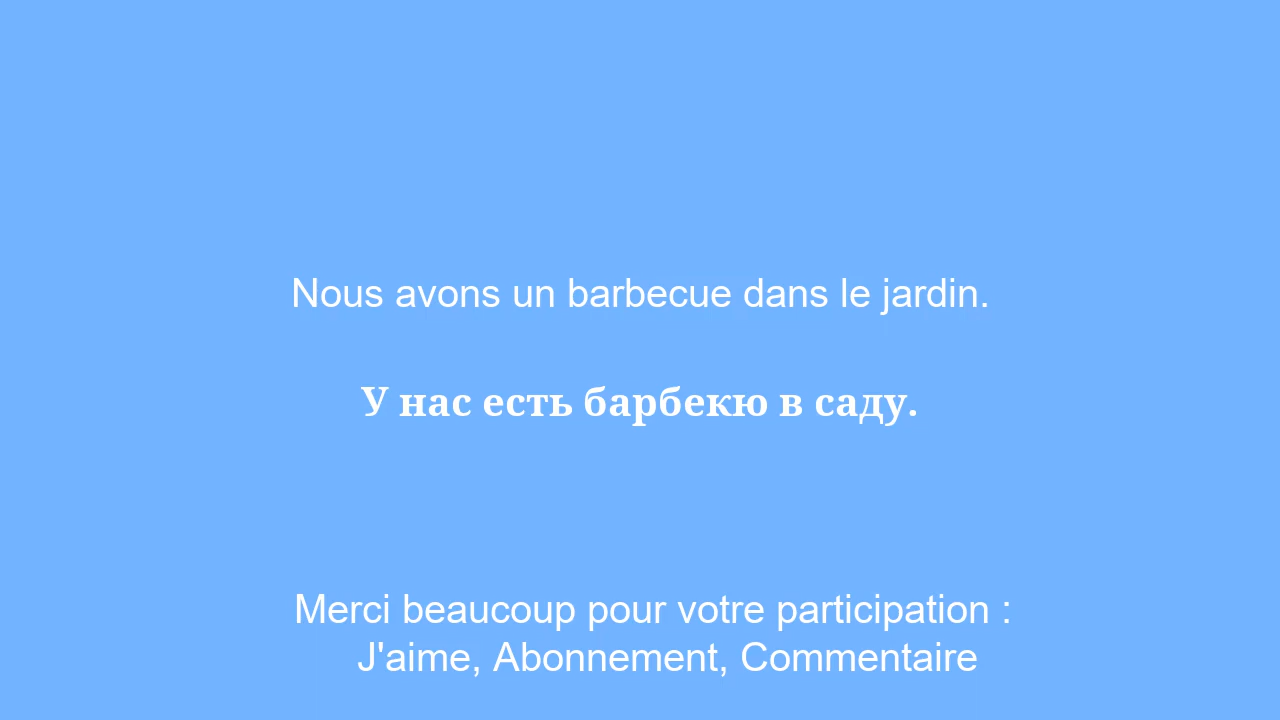 Nous avons un barbecue dans le jardin.
У нас есть барбекю в саду.
Merci beaucoup pour votre participation :
J'aime, Abonnement, Commentaire